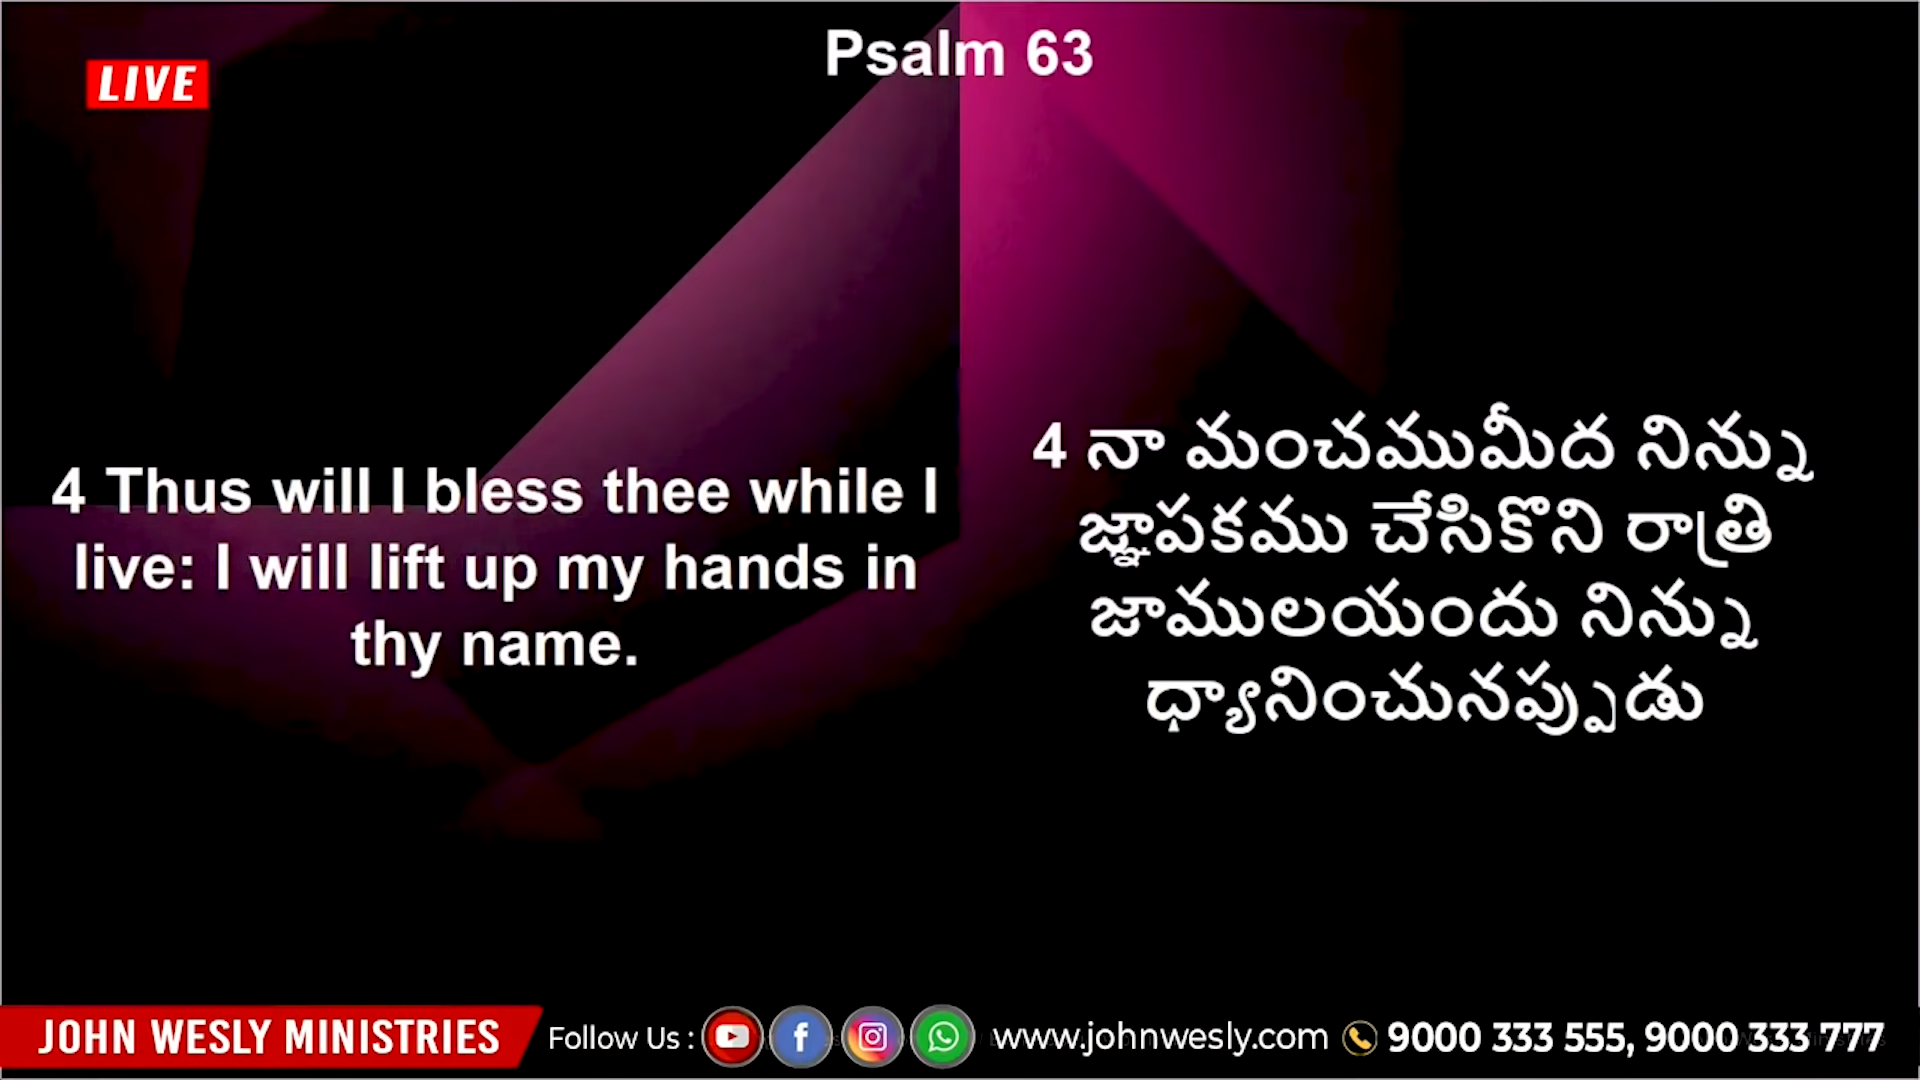 Psalm 63
LIVE
4 Thus will I bless thee while I
live: I will lift up my hands in
thy name.
4 నా మంచముమీద నిన్ను
జ్ఞాపకము చేసికొని రాత్రి
జాములయందు నిన్ను
ధ్యానించునప్పుడు
JOHN WESLY MINISTRIES
Follow Us :
www.johnwesly.com
9000 333 555, 9000 333 777